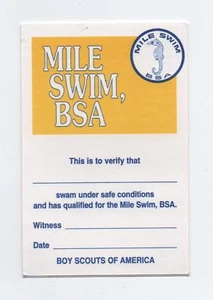 MILE
SWIM,
BSA
MILE SWIM
BSA
This is to verify that
swam under safe conditions
and has qualified for the Mile Swim, BSA.
Witness
Date
BOY SCOUTS OF AMERICA